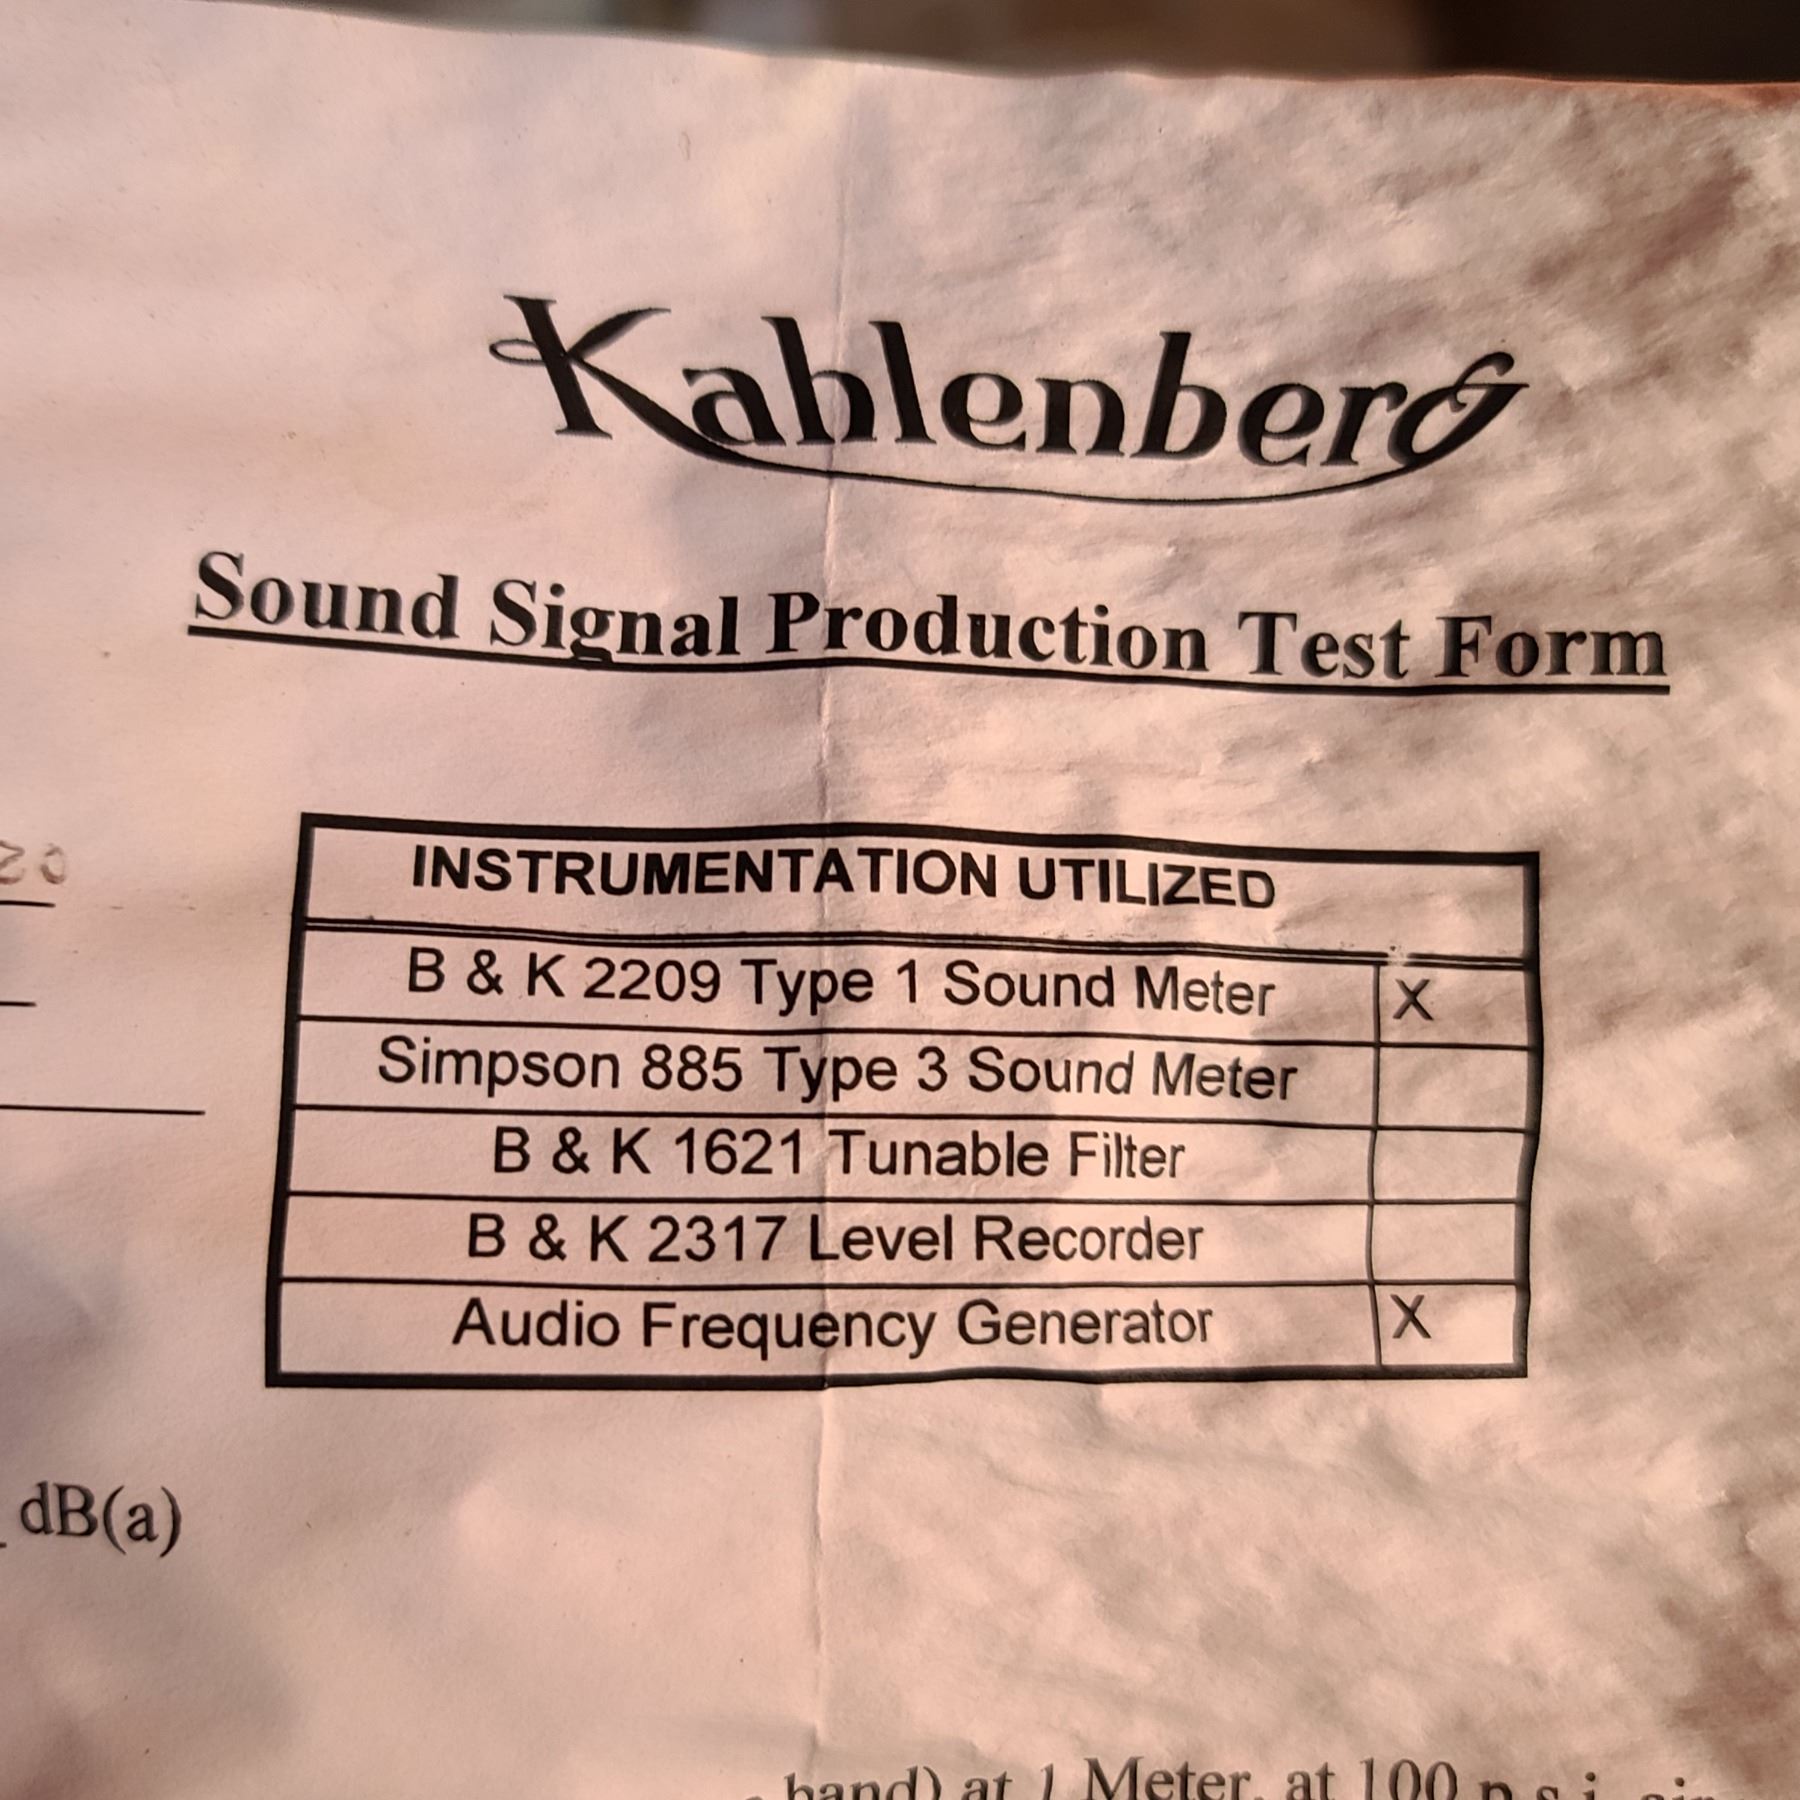 Kahlenberg
Sound Signal Production Test Form
INSTRUMENTATION UTILIZED
B & K 2209 Type 1 Sound Meter X
Simpson 885 Type 3 Sound Meter
B & K 1621 Tunable Filter
B & K 2317 Level Recorder
Audio Frequency Generator X
dB(a)
band) at 1 Meter, at 100 p.s.i. air